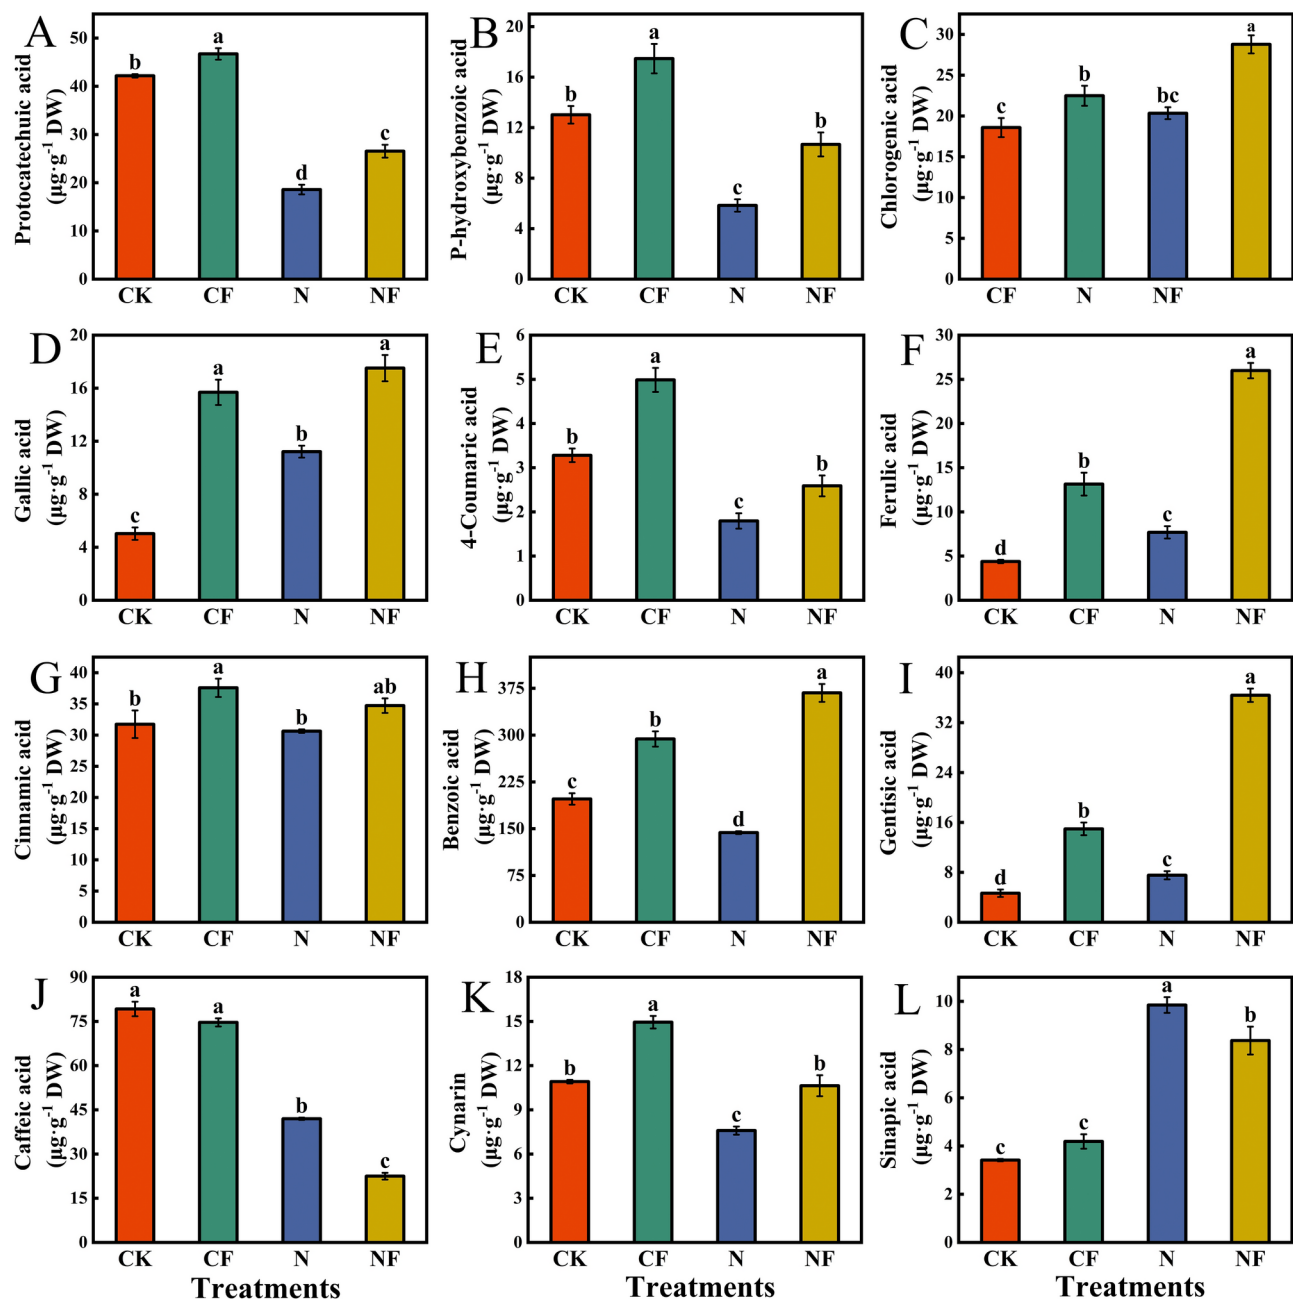 A
Protocatechuic acid
(μg·g⁻¹ DW)
50
40
30
20
10
0
b
a
d
c
CK CF N NF
B
P-hydroxybenzoic acid
(μg·g⁻¹ DW)
20
16
12
8
4
0
b
a
c
b
CK CF N NF
C
Chlorogenic acid
(μg·g⁻¹ DW)
30
25
20
15
10
5
0
c
b
bc
a
CF N NF
D
Gallic acid
(μg·g⁻¹ DW)
20
16
12
8
4
0
c
a
b
a
CK CF N NF
E
4-Coumaric acid
(μg·g⁻¹ DW)
6
5
4
3
2
1
0
b
a
c
b
CK CF N NF
F
Ferulic acid
(μg·g⁻¹ DW)
30
25
20
15
10
5
0
d
b
c
a
CK CF N NF
G
Cinnamic acid
(μg·g⁻¹ DW)
40
35
30
25
20
15
10
5
0
b
a
b
ab
CK CF N NF
H
Benzoic acid
(μg·g⁻¹ DW)
375
300
225
150
75
0
c
b
d
a
CK CF N NF
I
Gentisic acid
(μg·g⁻¹ DW)
40
32
24
16
8
0
d
b
c
a
CK CF N NF
J
Caffeic acid
(μg·g⁻¹ DW)
90
75
60
45
30
15
0
a
a
b
c
CK CF N NF
Treatments
K
Cynarin
(μg·g⁻¹ DW)
18
15
12
9
6
3
0
b
a
c
b
CK CF N NF
Treatments
L
Sinapic acid
(μg·g⁻¹ DW)
10
8
6
4
2
0
c
c
a
b
CK CF N NF
Treatments